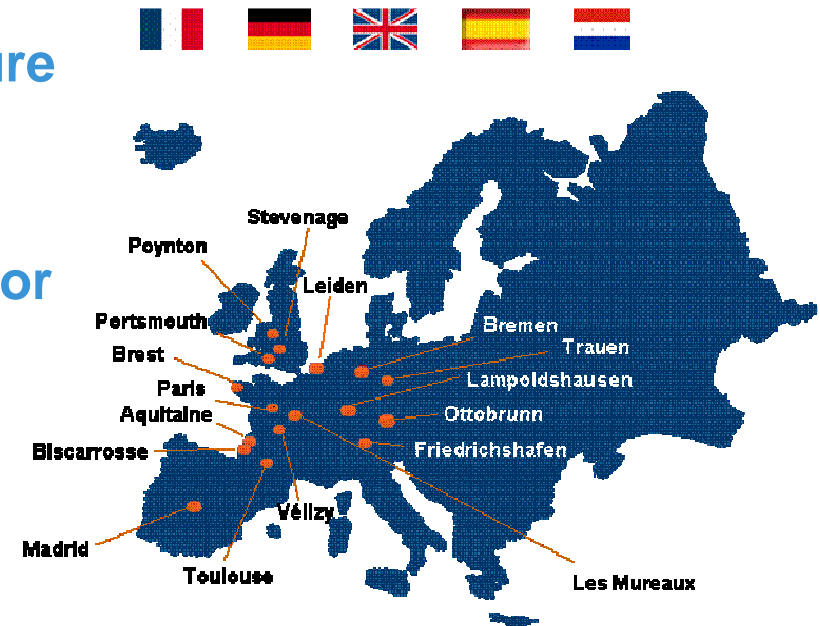 ure
Stevenage
Poynton
or
Leiden
Portsmouth
Bremen
Brest
Trauen
Paris
Lampoldshausen
Aquitaine
Ottobrunn
Biscarrosse
Friedrichshafen
Vélizy
Madrid
Toulouse
Les Mureaux